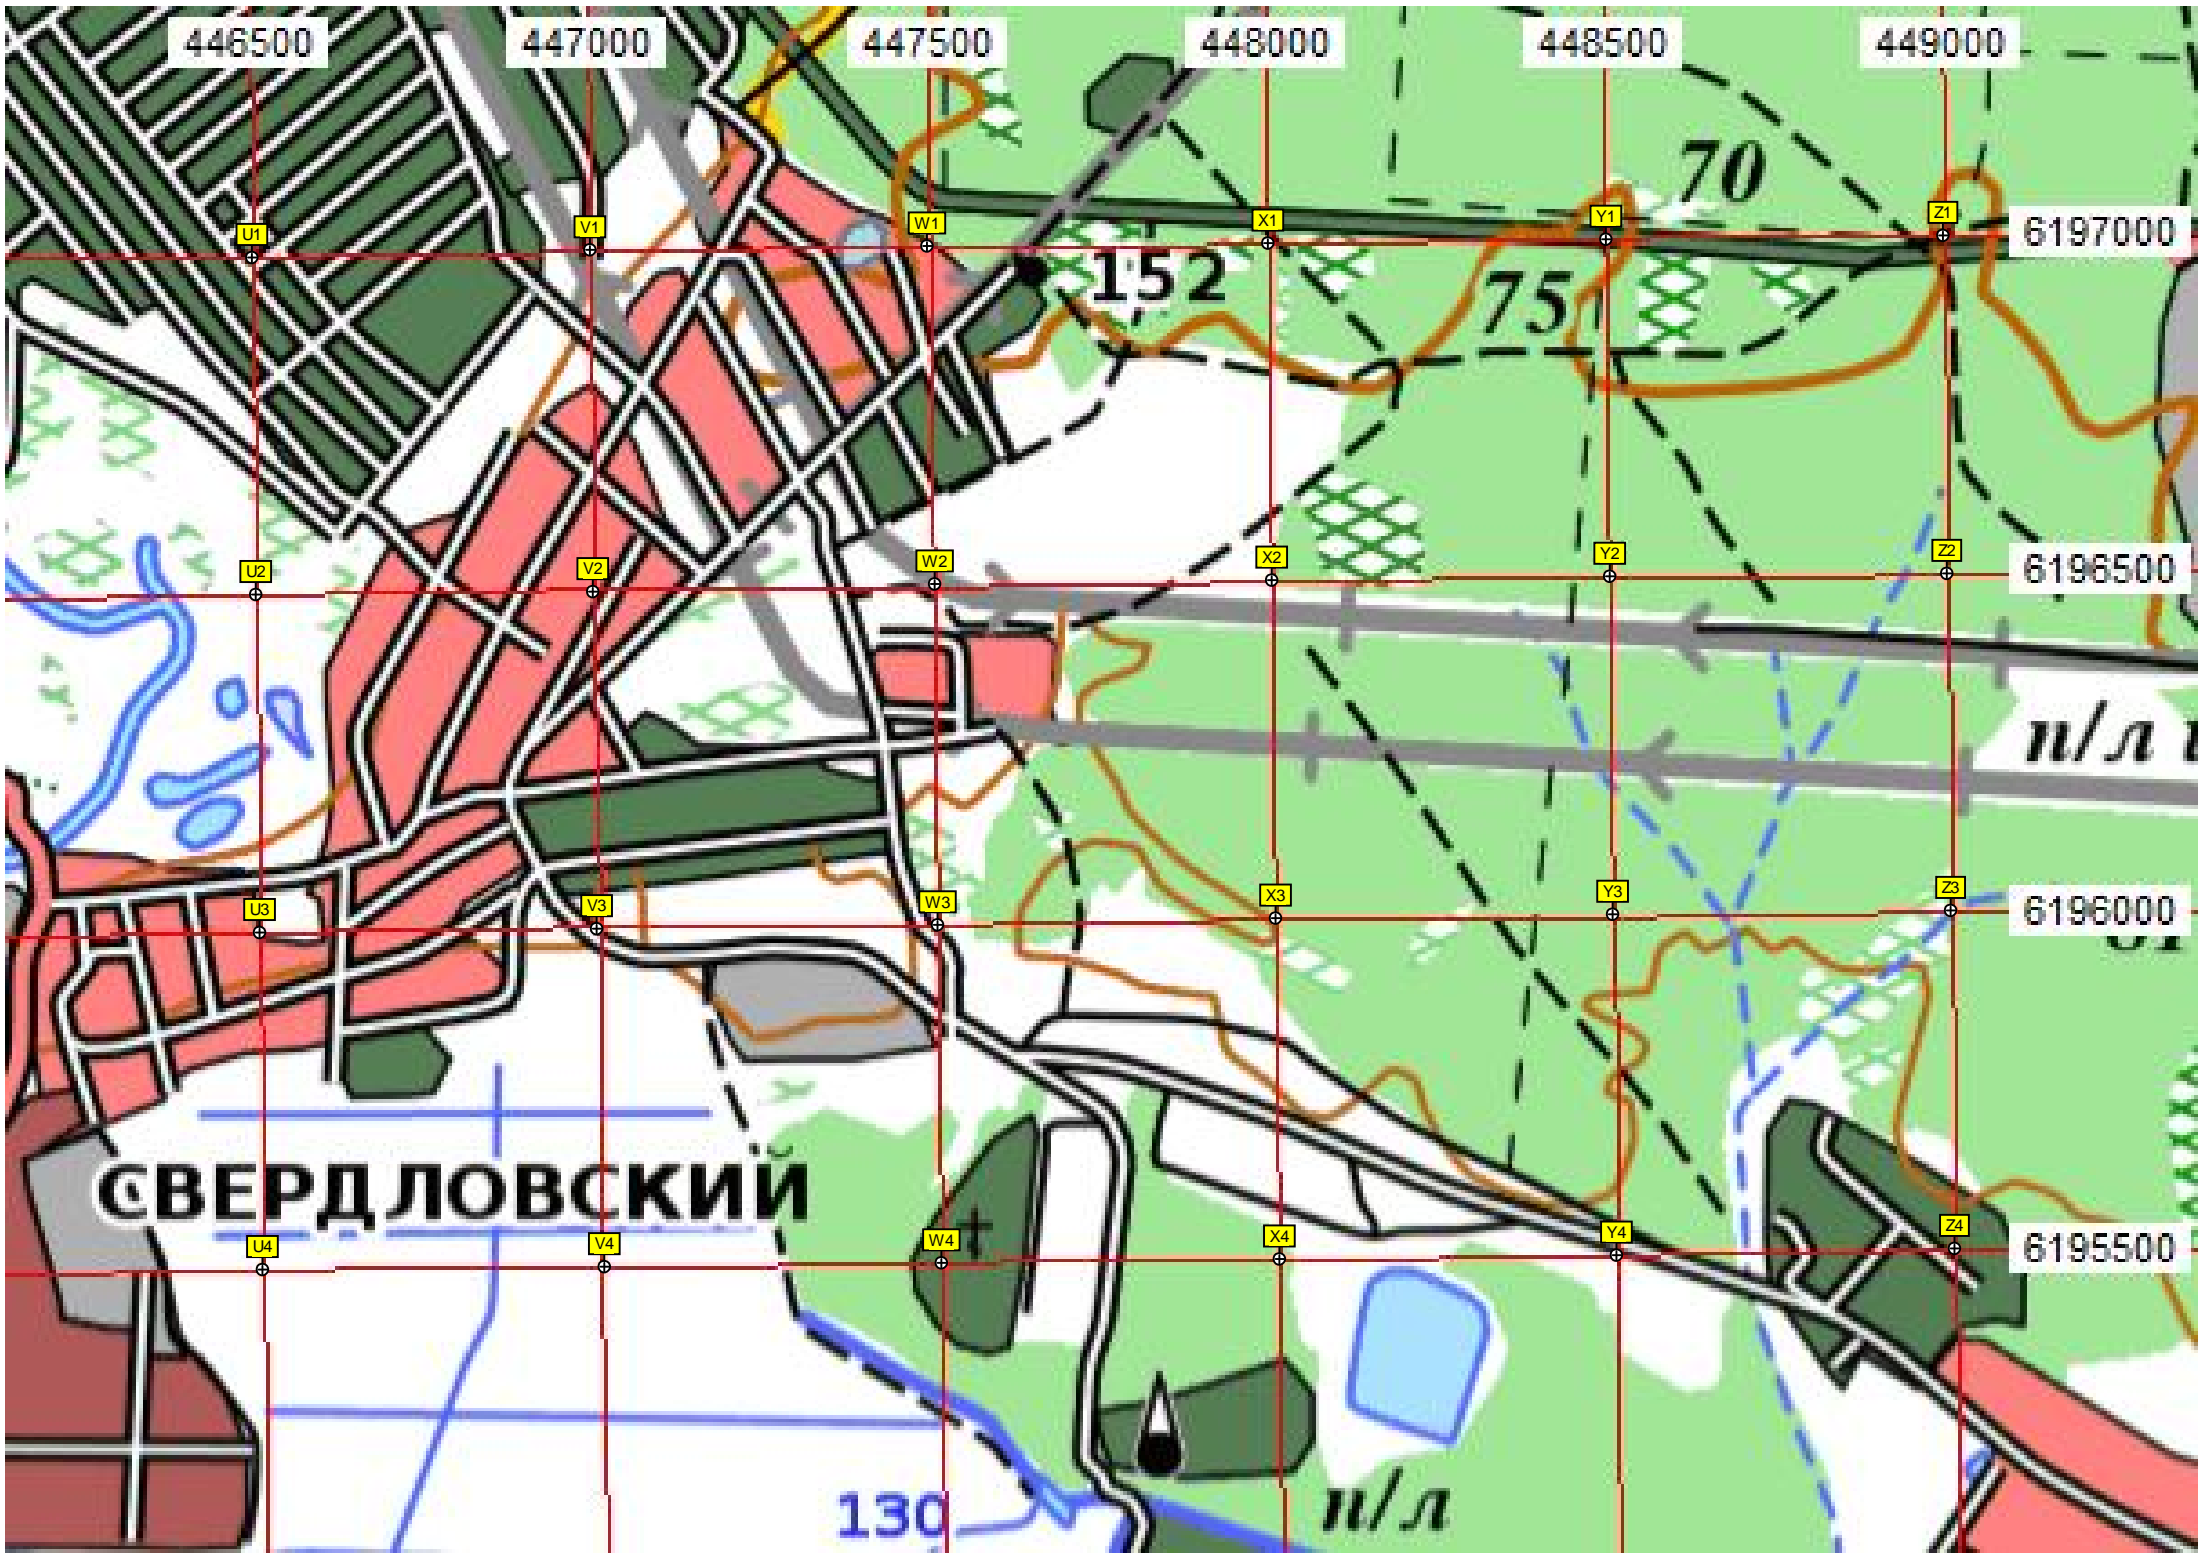 446500 447000 447500 448000 448500 449000
70
U1 V1 W1 X1 Y1 Z1 6197000
152 75
U2 V2 W2 X2 Y2 Z2 6196500
п/л
U3 V3 W3 X3 Y3 Z3 6196000
СВЕРДЛОВСКИЙ
U4 V4 W4 X4 Y4 Z4 6195500
130 п/л